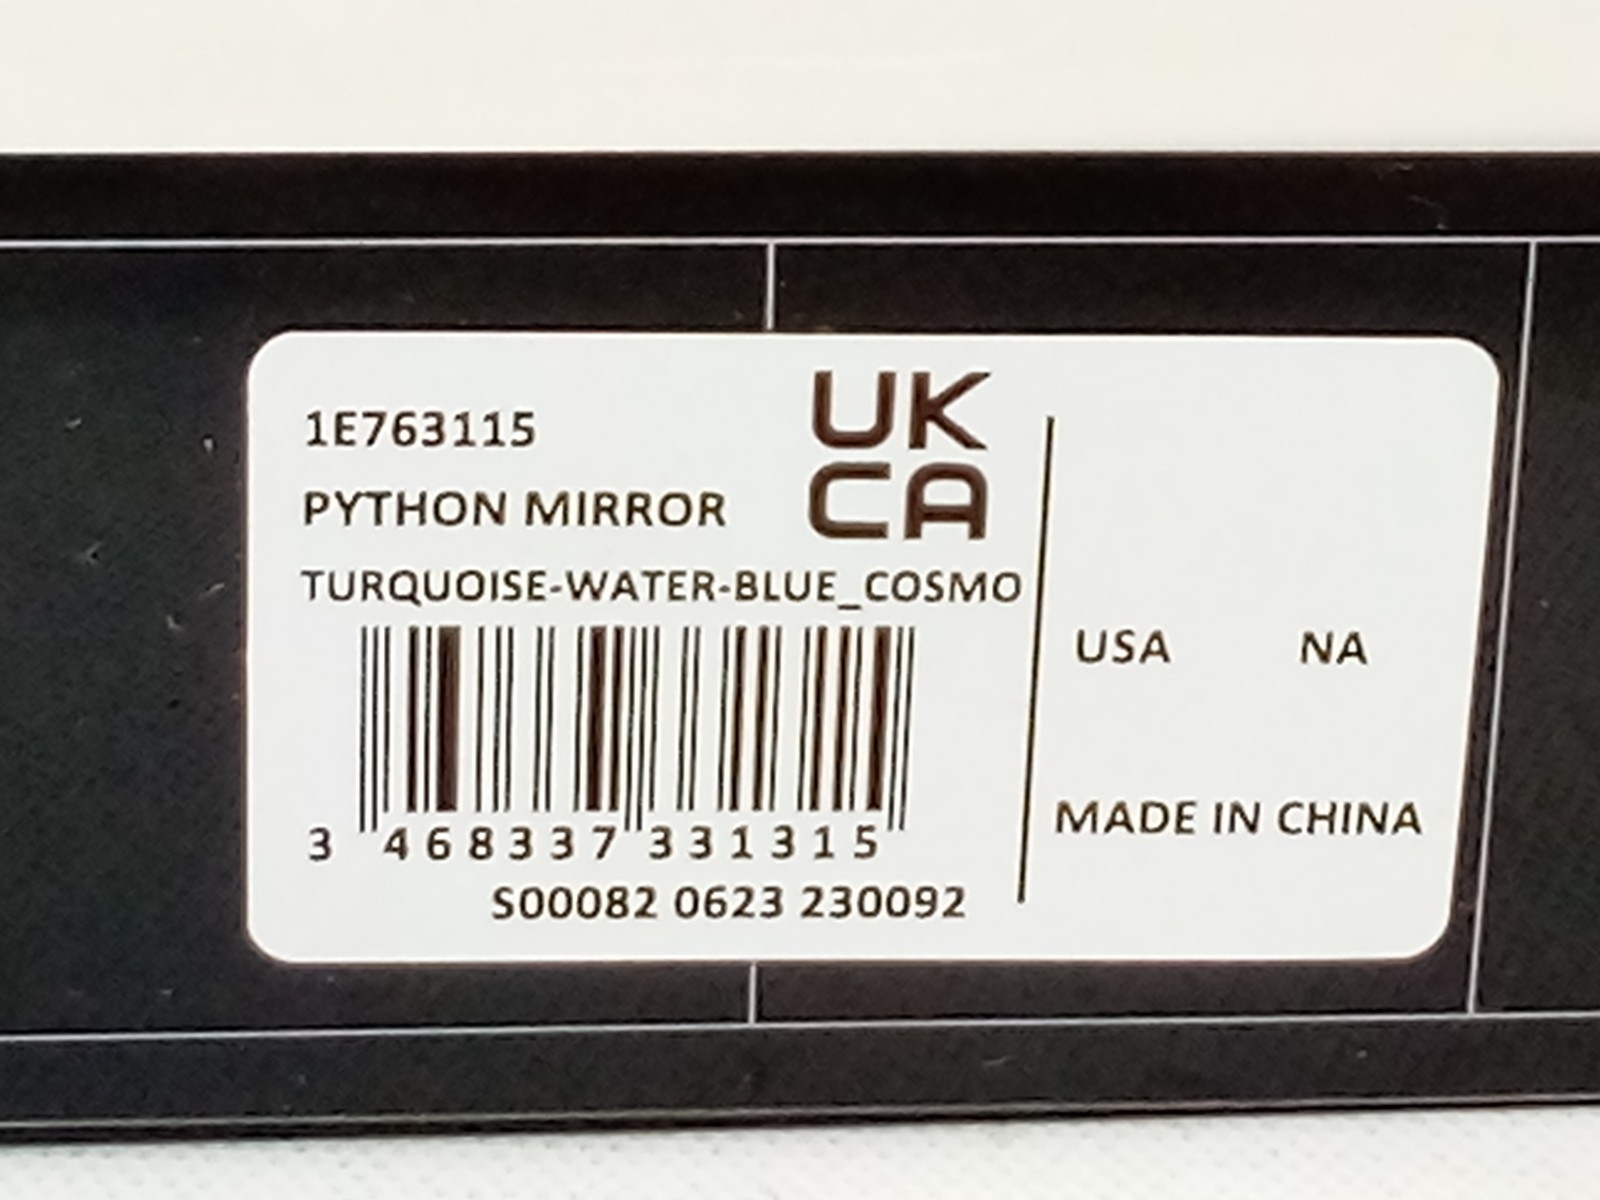 1E763115
PYTHON MIRROR
UK
CA
TURQUOISE-WATER-BLUE_COSMO
3 468337 331315
S00082 0623 230092
USA NA
MADE IN CHINA